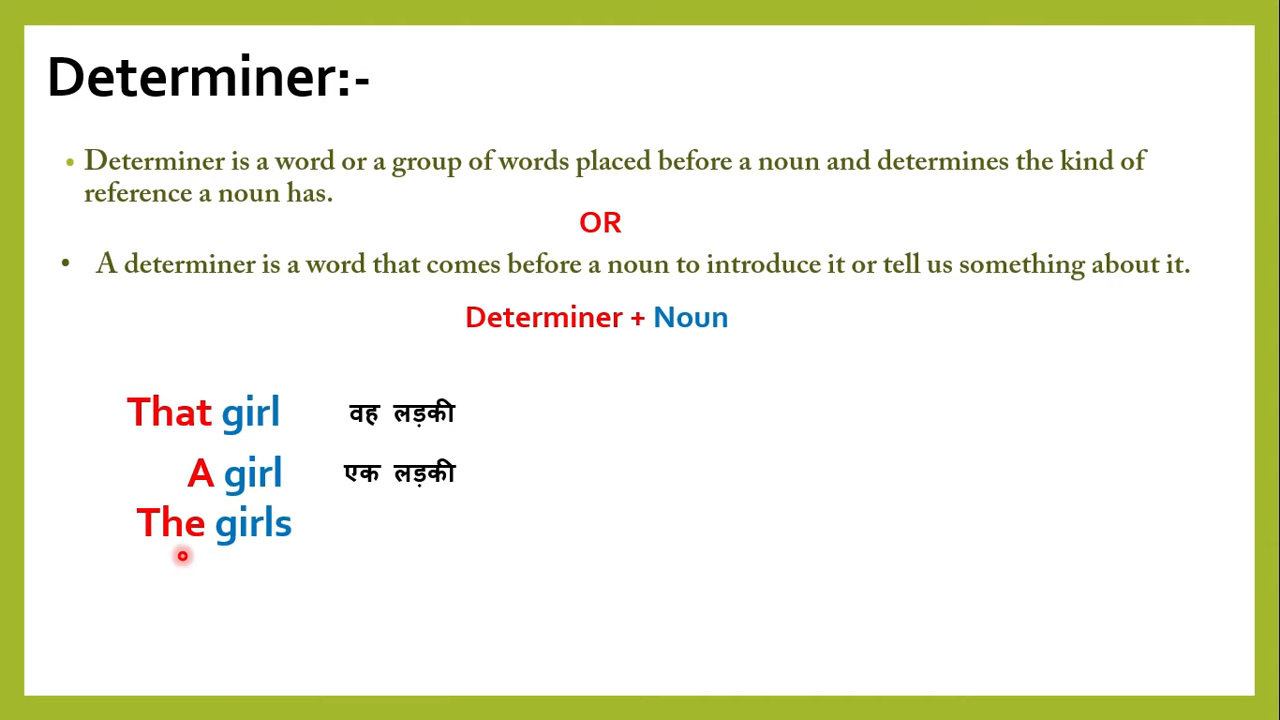 Determiner:-
• Determiner is a word or a group of words placed before a noun and determines the kind of
reference a noun has.
OR
• A determiner is a word that comes before a noun to introduce it or tell us something about it.
Determiner + Noun
That girl वह लड़की
A girl एक लड़की
The girls